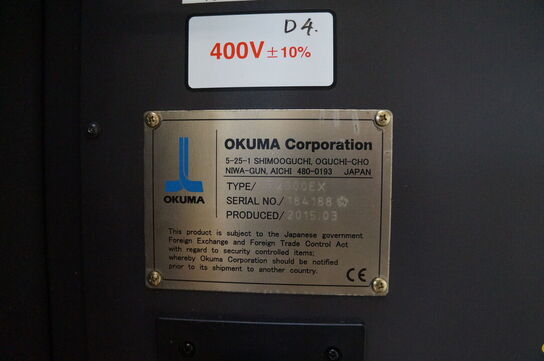 D4.
400V ±10%
OKUMA
OKUMA Corporation
5-25-1 SHIMOOGUCHI, OGUCHI-CHO
NIWA-GUN, AICHI 480-0193 JAPAN
TYPE/
SERIAL NO./ 184188
PRODUCED/ 2015.03
This product is subject to the Japanese government
Foreign Exchange and Foreign Trade Control Act
with regard to security controlled items;
whereby Okuma Corporation should be notified
prior to its shipment to another country.
CE